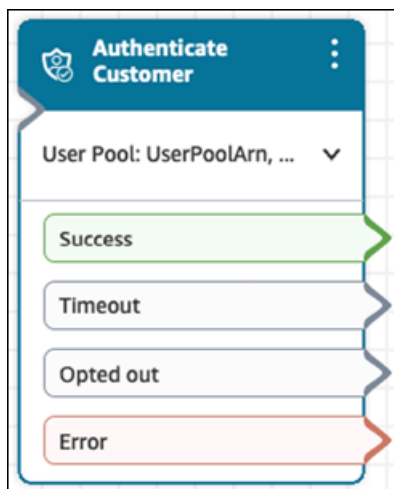 Authenticate
Customer
User Pool: UserPoolArn, ...
Success
Timeout
Opted out
Error